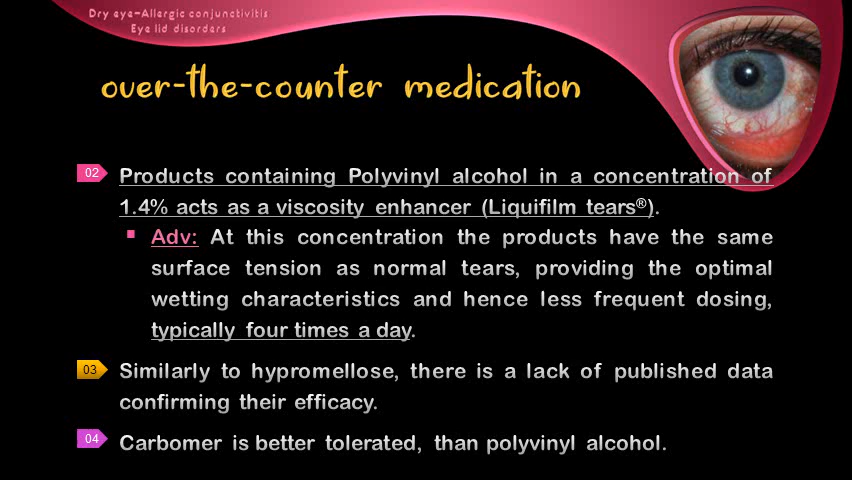 Dry eye-Allergic conjunctivitis
Eye lid disorders
over-the-counter medication
02 Products containing Polyvinyl alcohol in a concentration of
1.4% acts as a viscosity enhancer (Liquifilm tears®).
▪ Adv: At this concentration the products have the same
surface tension as normal tears, providing the optimal
wetting characteristics and hence less frequent dosing,
typically four times a day.
03 Similarly to hypromellose, there is a lack of published data
confirming their efficacy.
04 Carbomer is better tolerated, than polyvinyl alcohol.